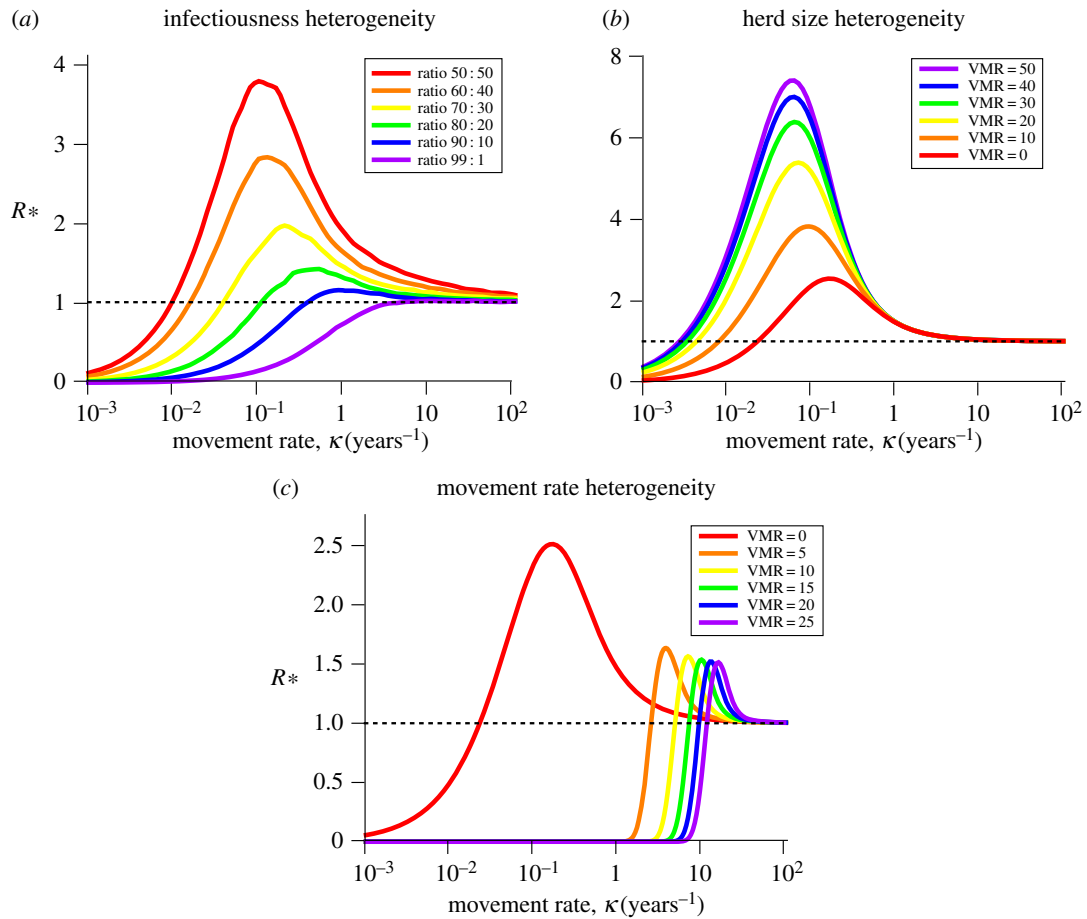 (a) infectiousness heterogeneity
4
3
R* 2
1
0
ratio 50 : 50
ratio 60 : 40
ratio 70 : 30
ratio 80 : 20
ratio 90 : 10
ratio 99 : 1
10⁻³ 10⁻² 10⁻¹ 1 10 10²
movement rate, κ(years⁻¹)
(b) herd size heterogeneity
8
6
4
2
0
VMR = 50
VMR = 40
VMR = 30
VMR = 20
VMR = 10
VMR = 0
10⁻³ 10⁻² 10⁻¹ 1 10 10²
movement rate, κ(years⁻¹)
(c) movement rate heterogeneity
2.5
2.0
1.5
R*
1.0
0.5
0
VMR = 0
VMR = 5
VMR = 10
VMR = 15
VMR = 20
VMR = 25
10⁻³ 10⁻² 10⁻¹ 1 10 10²
movement rate, κ(years⁻¹)